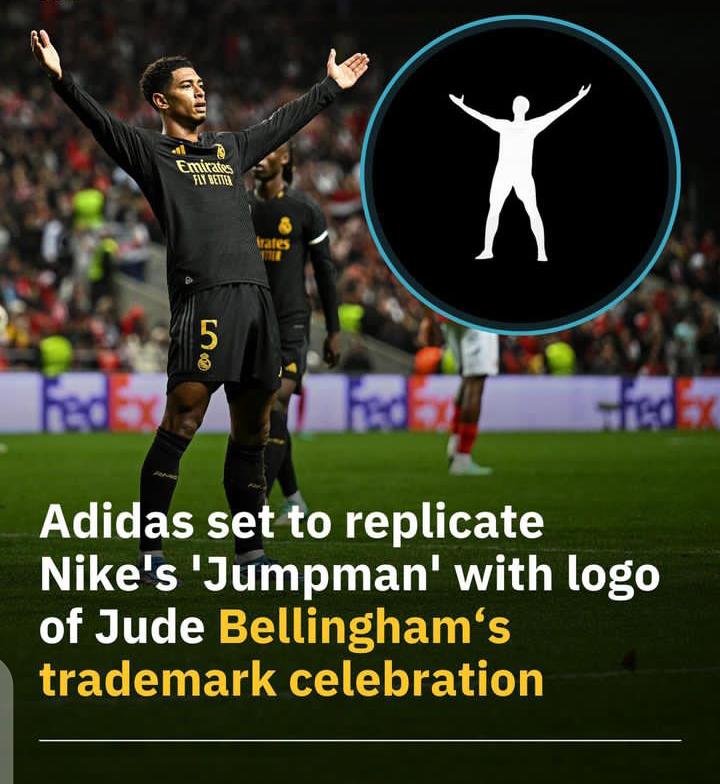 Emirates
FLY BETTER
irates
5
FedEx
FedEx
FedEx
Adidas set to replicate
Nike's 'Jumpman' with logo
of Jude Bellingham‘s
trademark celebration